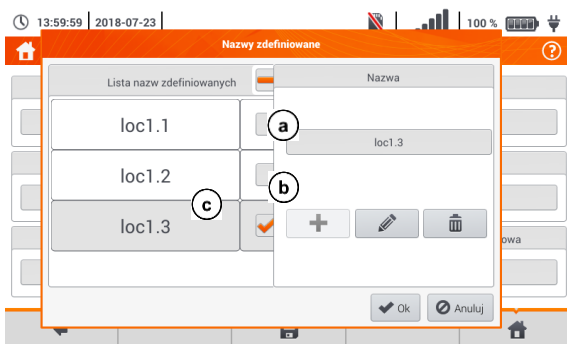 13:59:59 2018-07-23 100 %
Nazwy zdefiniowane ?
Lista nazw zdefiniowanych Nazwa
loc1.1 a
loc1.3
loc1.2 b
c
loc1.3
owa
Ok Anuluj